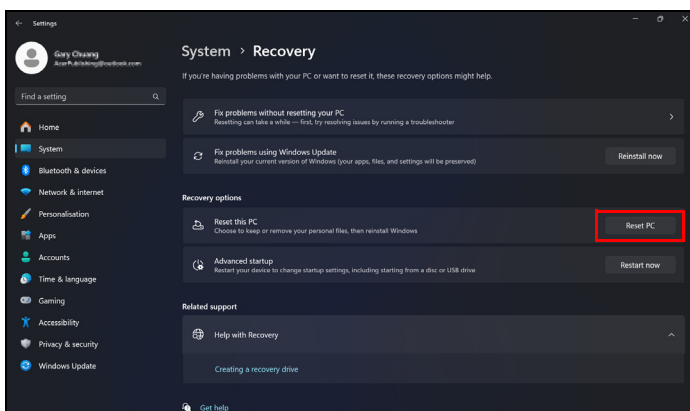 Settings
Gary Chuang
AcerPublishing@outlook.com
Find a setting
Home
System
Bluetooth & devices
Network & internet
Personalisation
Apps
Accounts
Time & language
Gaming
Accessibility
Privacy & security
Windows Update
System > Recovery
If you're having problems with your PC or want to reset it, these recovery options might help.
Fix problems without resetting your PC
Resetting can take a while — first, try resolving issues by running a troubleshooter
Fix problems using Windows Update
Reinstall your current version of Windows (your apps, files, and settings will be preserved)
Reinstall now
Recovery options
Reset this PC
Choose to keep or remove your personal files, then reinstall Windows
Reset PC
Advanced startup
Restart your device to change startup settings, including starting from a disc or USB drive
Restart now
Related support
Help with Recovery
Creating a recovery drive
Get help